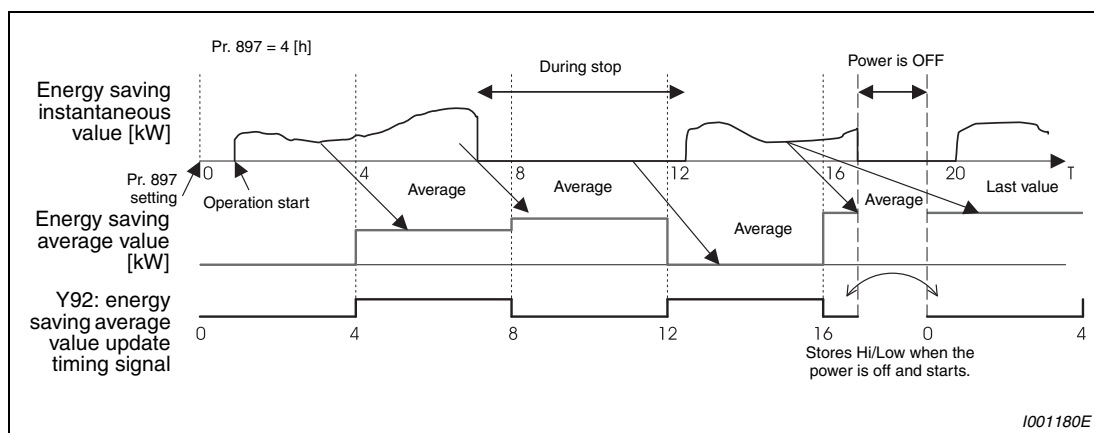 Pr. 897 = 4 [h]
Power is OFF
During stop
Energy saving
instantaneous
value [kW]
0
4
8
12
16
20
T
Pr. 897
setting
Operation start
Average
Average
Average
Average
Last value
Energy saving
average value
[kW]
Y92: energy
saving average
value update
timing signal
0
4
8
12
16
0
4
Stores Hi/Low when the
power is off and starts.
I001180E